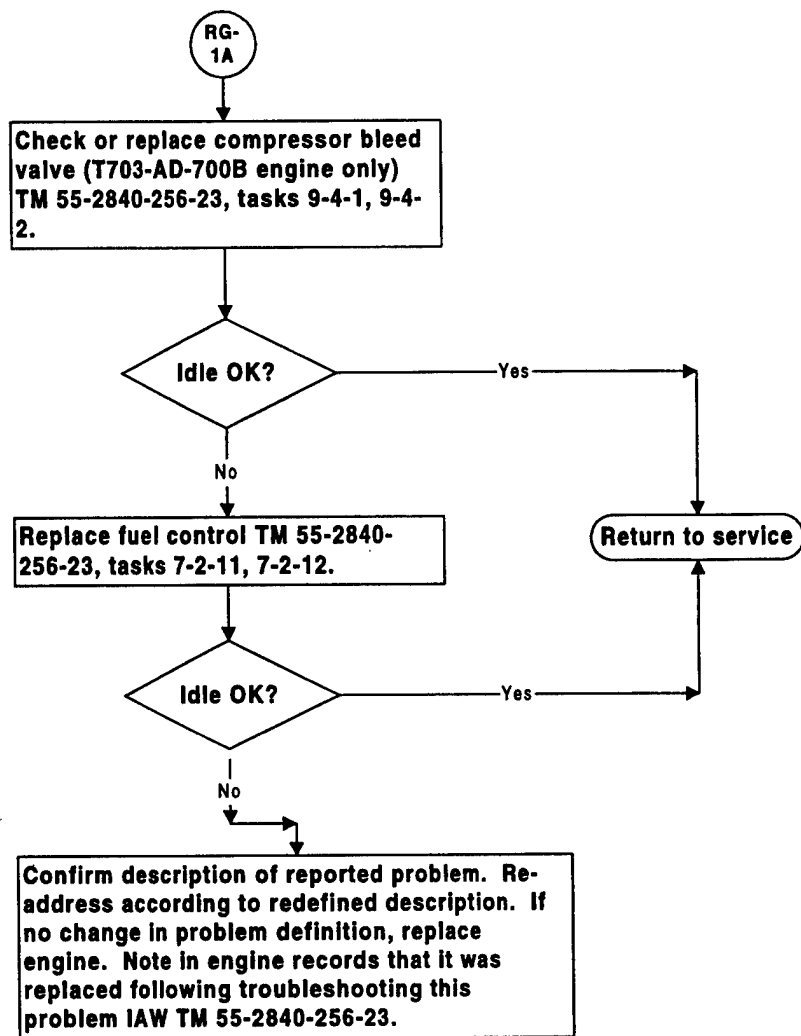 RG-
1A
Check or replace compressor bleed
valve (T703-AD-700B engine only)
TM 55-2840-256-23, tasks 9-4-1, 9-4-
2.
Idle OK?
Yes
No
Replace fuel control TM 55-2840-
256-23, tasks 7-2-11, 7-2-12.
Return to service
Idle OK?
Yes
No
Confirm description of reported problem. Re-
address according to redefined description. If
no change in problem definition, replace
engine. Note in engine records that it was
replaced following troubleshooting this
problem IAW TM 55-2840-256-23.